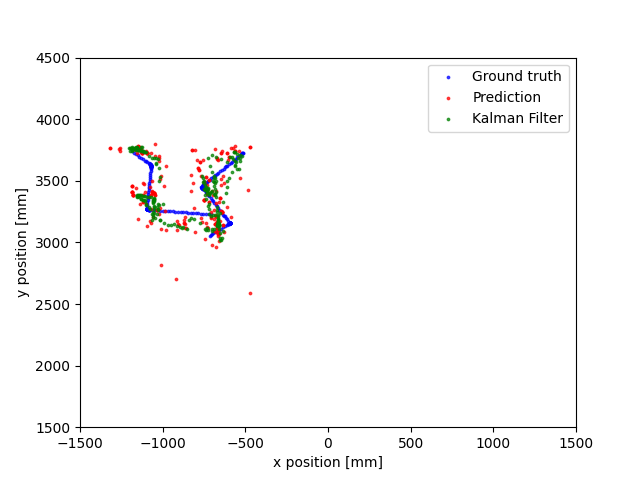 4500
4000
3500
3000
2500
2000
1500
y position [mm]
−1500
−1000
−500
0
500
1000
1500
x position [mm]
Ground truth
Prediction
Kalman Filter